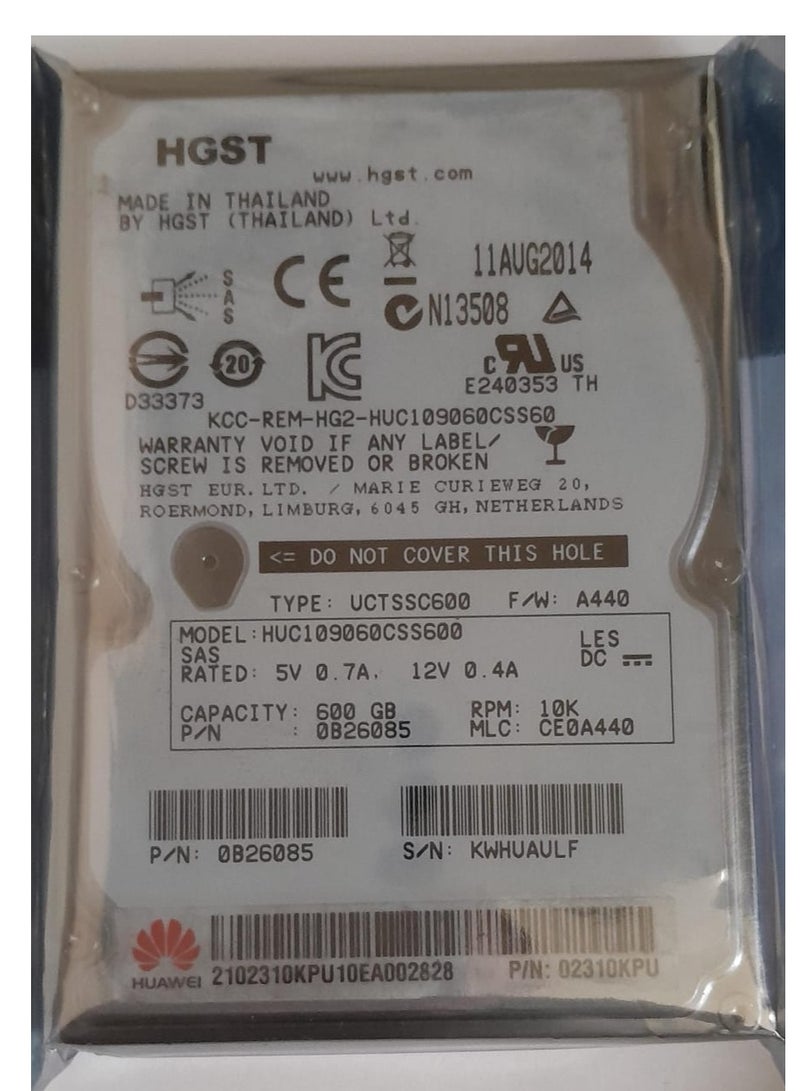 HGST
www.hgst.com
MADE IN THAILAND
BY HGST (THAILAND) Ltd.
SAS
CE
11AUG2014
N13508
20
D33373
KC
c RU US
E240353 TH
KCC-REM-HG2-HUC109060CSS60
WARRANTY VOID IF ANY LABEL/
SCREW IS REMOVED OR BROKEN
HGST EUR.LTD. / MARIE CURIEWEG 20,
ROERMOND, LIMBURG, 6045 GH, NETHERLANDS
<= DO NOT COVER THIS HOLE
TYPE: UCTSSC600 F/W: A440
MODEL:HUC109060CSS600 LES
SAS DC
RATED: 5V 0.7A, 12V 0.4A
CAPACITY: 600 GB RPM: 10K
P/N : 0B26085 MLC: CE0A440
P/N: 0B26085 S/N: KWHUAULF
HUAWEI 2102310KPU10EA002828 P/N: 02310KPU